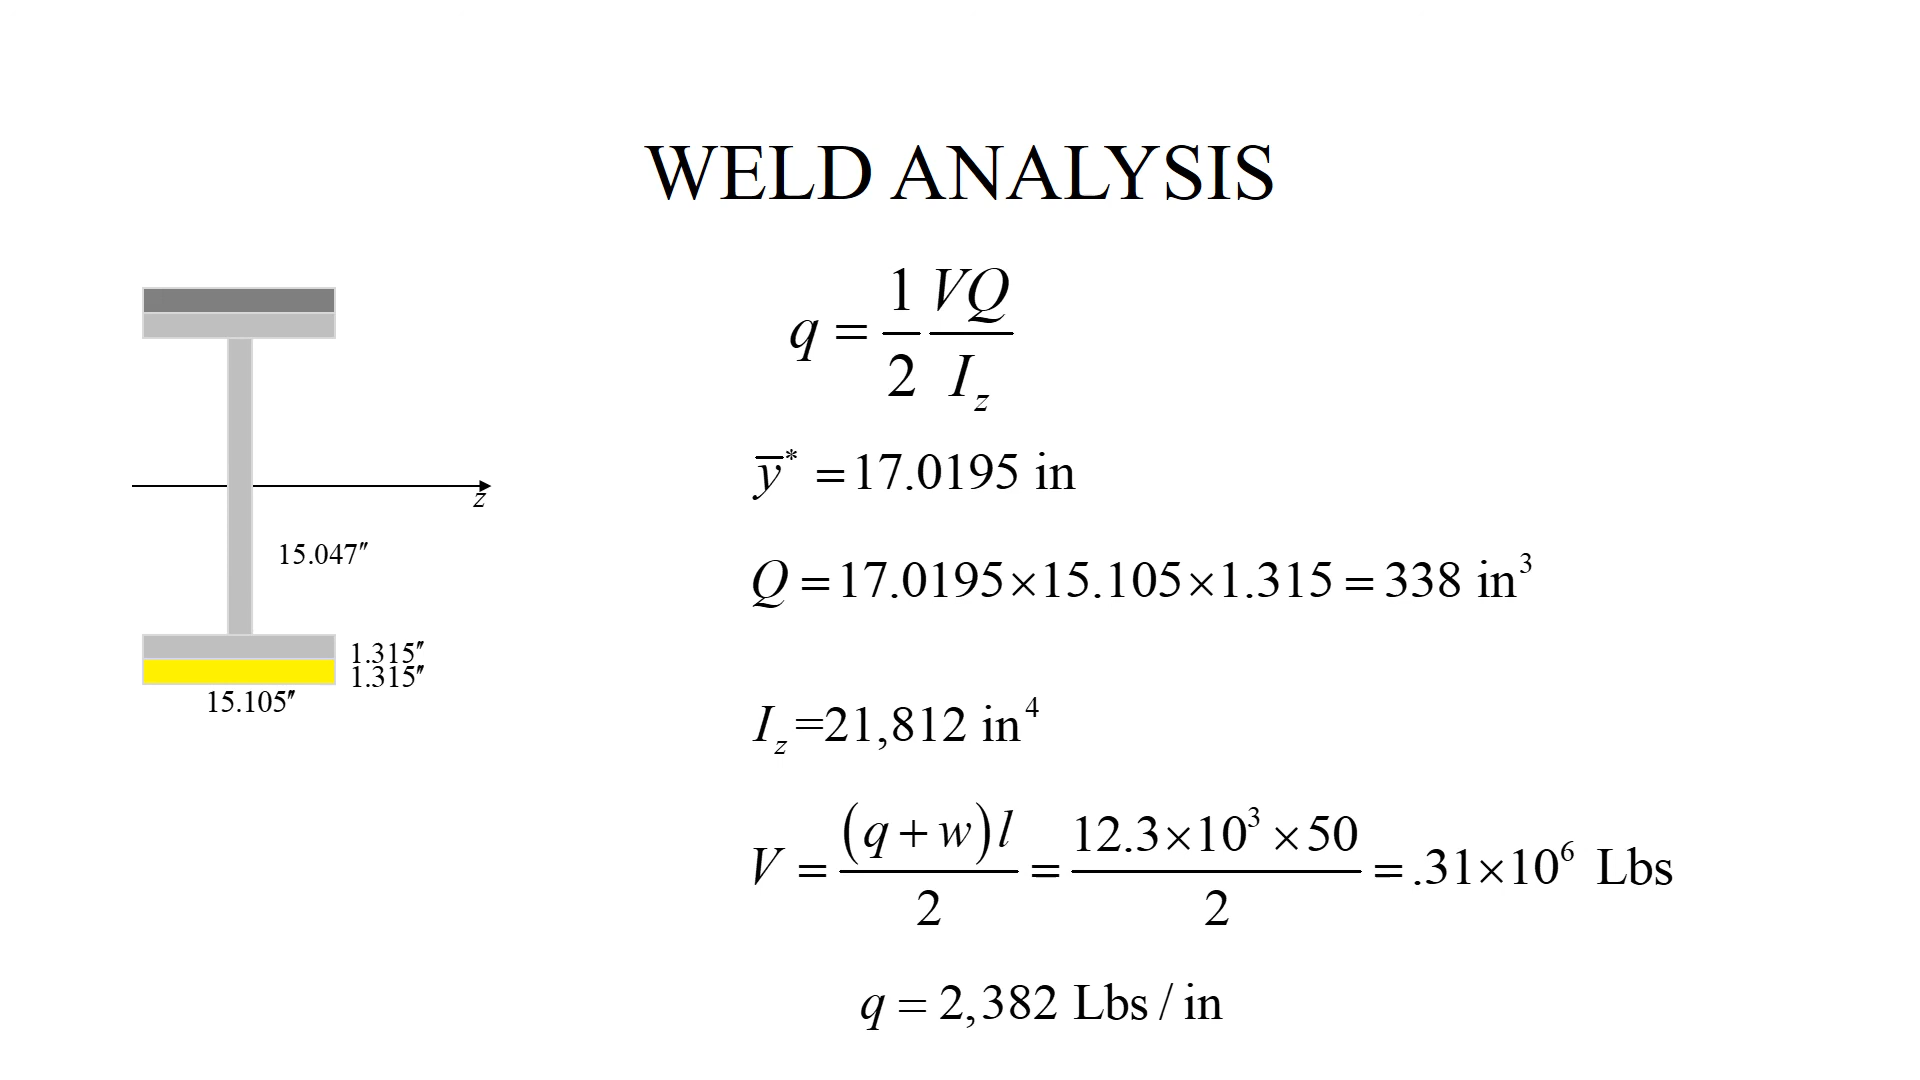 WELD ANALYSIS
q = 1/2 VQ/I_z
z
15.047″
1.315″
1.315″
15.105″
y̅* = 17.0195 in
Q = 17.0195×15.105×1.315 = 338 in³
I_z =21,812 in⁴
V = (q + w)l/2 = 12.3×10³ ×50/2 = .31×10⁶ Lbs
q = 2,382 Lbs / in